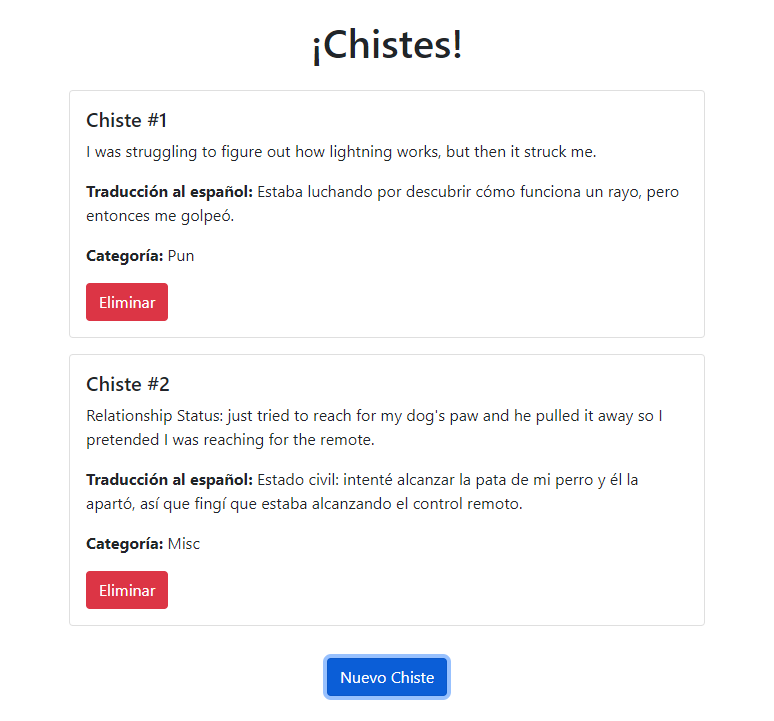 ¡Chistes!
Chiste #1
I was struggling to figure out how lightning works, but then it struck me.
Traducción al español: Estaba luchando por descubrir cómo funciona un rayo, pero
entonces me golpeó.
Categoría: Pun
Eliminar
Chiste #2
Relationship Status: just tried to reach for my dog's paw and he pulled it away so I
pretended I was reaching for the remote.
Traducción al español: Estado civil: intenté alcanzar la pata de mi perro y él la
apartó, así que fingí que estaba alcanzando el control remoto.
Categoría: Misc
Eliminar
Nuevo Chiste